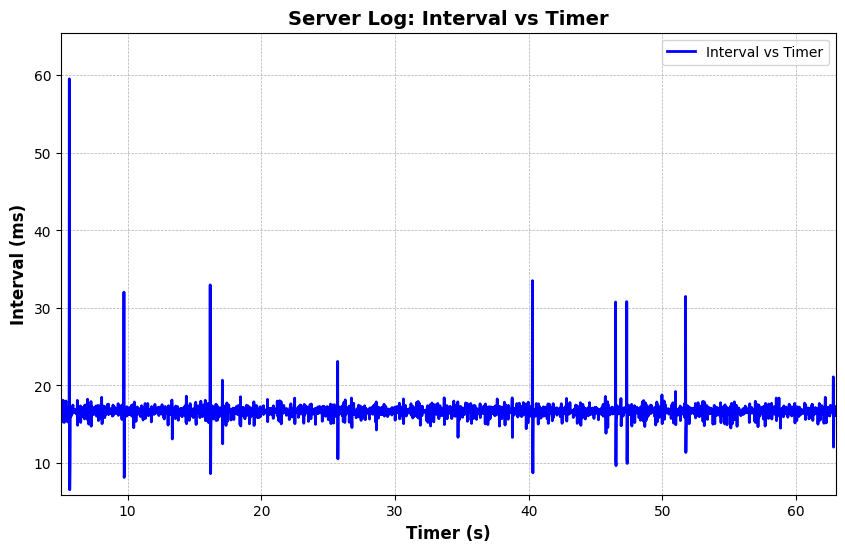 Server Log: Interval vs Timer
Interval vs Timer
60
50
40
30
20
10
Interval (ms)
10 20 30 40 50 60
Timer (s)